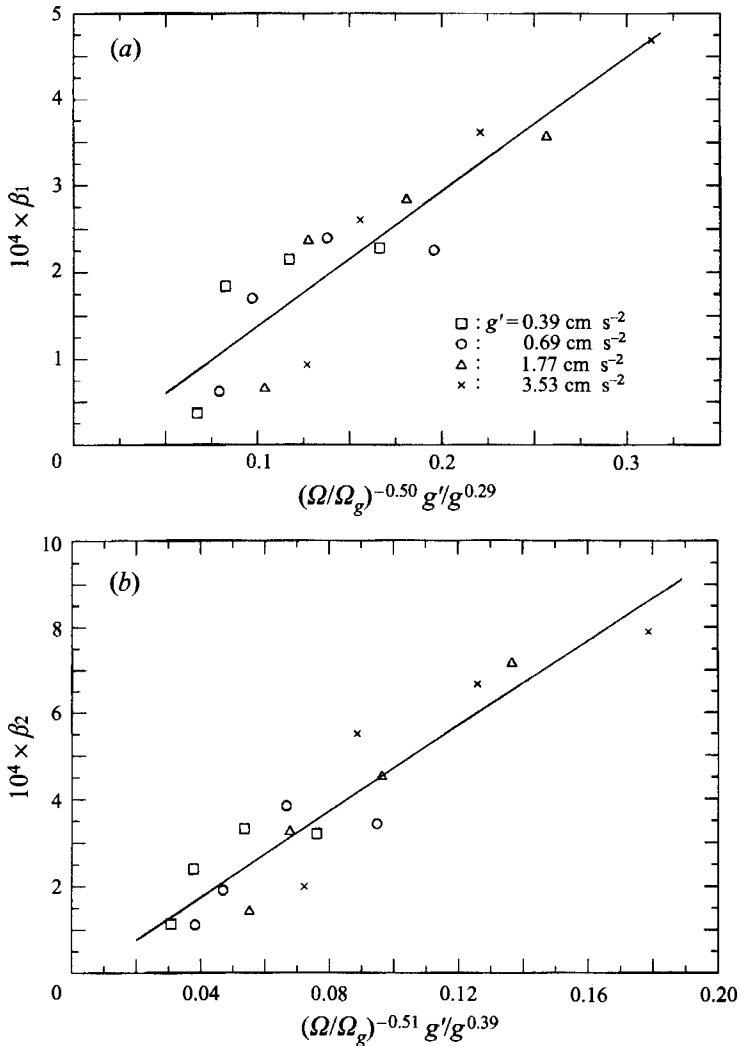 5
(a)
4
3
10⁴ × β₁
2
□ : g′ = 0.39 cm s⁻²
○ : 0.69 cm s⁻²
1
△ : 1.77 cm s⁻²
× : 3.53 cm s⁻²
0 0.1 0.2 0.3
(Ω/Ω_g)^−0.50 g′/g^0.29
10
(b)
8
6
10⁴ × β₂
4
2
0 0.04 0.08 0.12 0.16 0.20
(Ω/Ω_g)^−0.51 g′/g^0.39